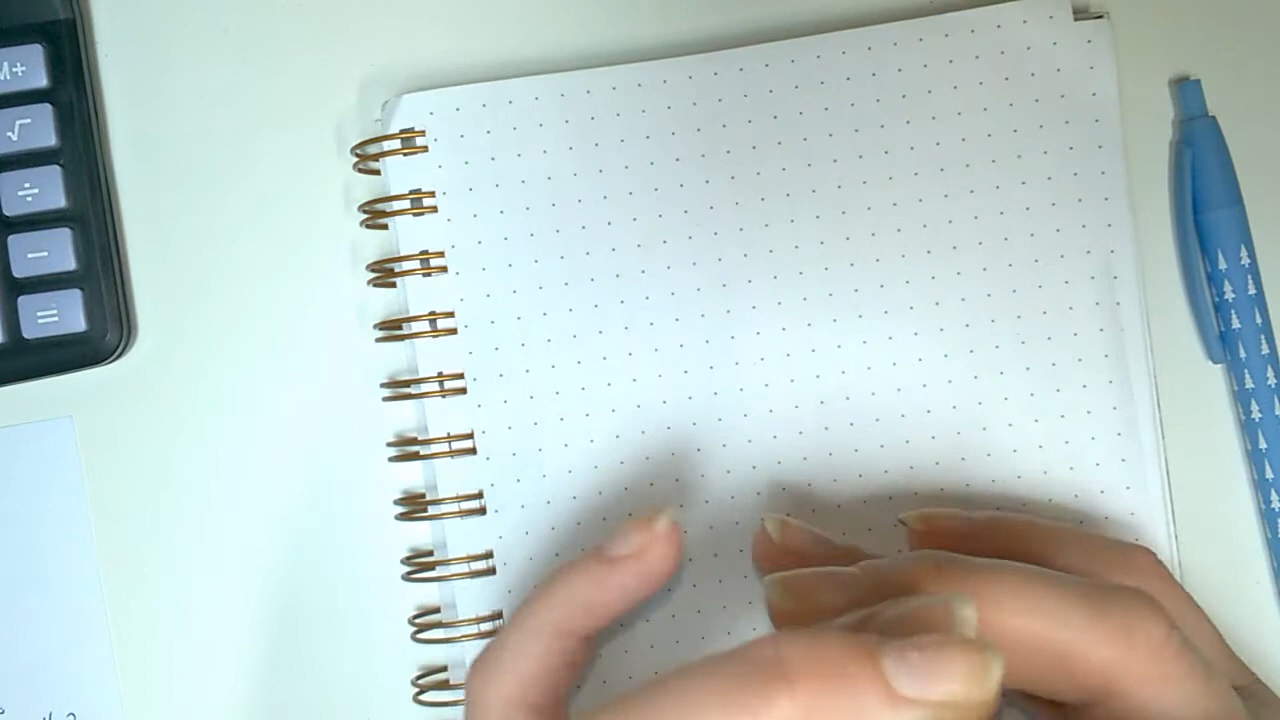 M+
√
÷
−
=